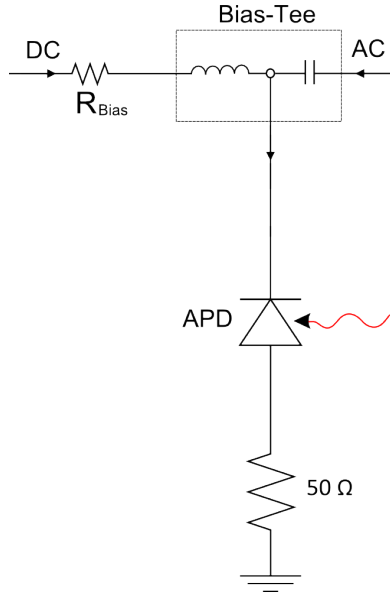 Bias-Tee
DC
AC
RBias
APD
50 Ω